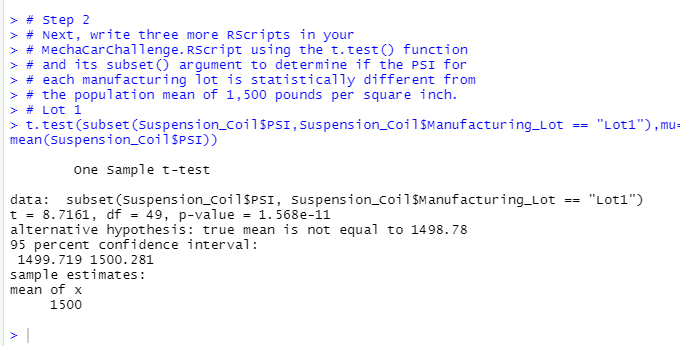 > # Step 2
> # Next, write three more RScripts in your
> # MechaCarChallenge.RScript using the t.test() function
> # and its subset() argument to determine if the PSI for
> # each manufacturing lot is statistically different from
> # the population mean of 1,500 pounds per square inch.
> # Lot 1
> t.test(subset(Suspension_Coil$PSI,Suspension_Coil$Manufacturing_Lot == "Lot1"),mu=
mean(Suspension_Coil$PSI))
One Sample t-test
data:  subset(Suspension_Coil$PSI, Suspension_Coil$Manufacturing_Lot == "Lot1")
t = 8.7161, df = 49, p-value = 1.568e-11
alternative hypothesis: true mean is not equal to 1498.78
95 percent confidence interval:
1499.719 1500.281
sample estimates:
mean of x
1500
>